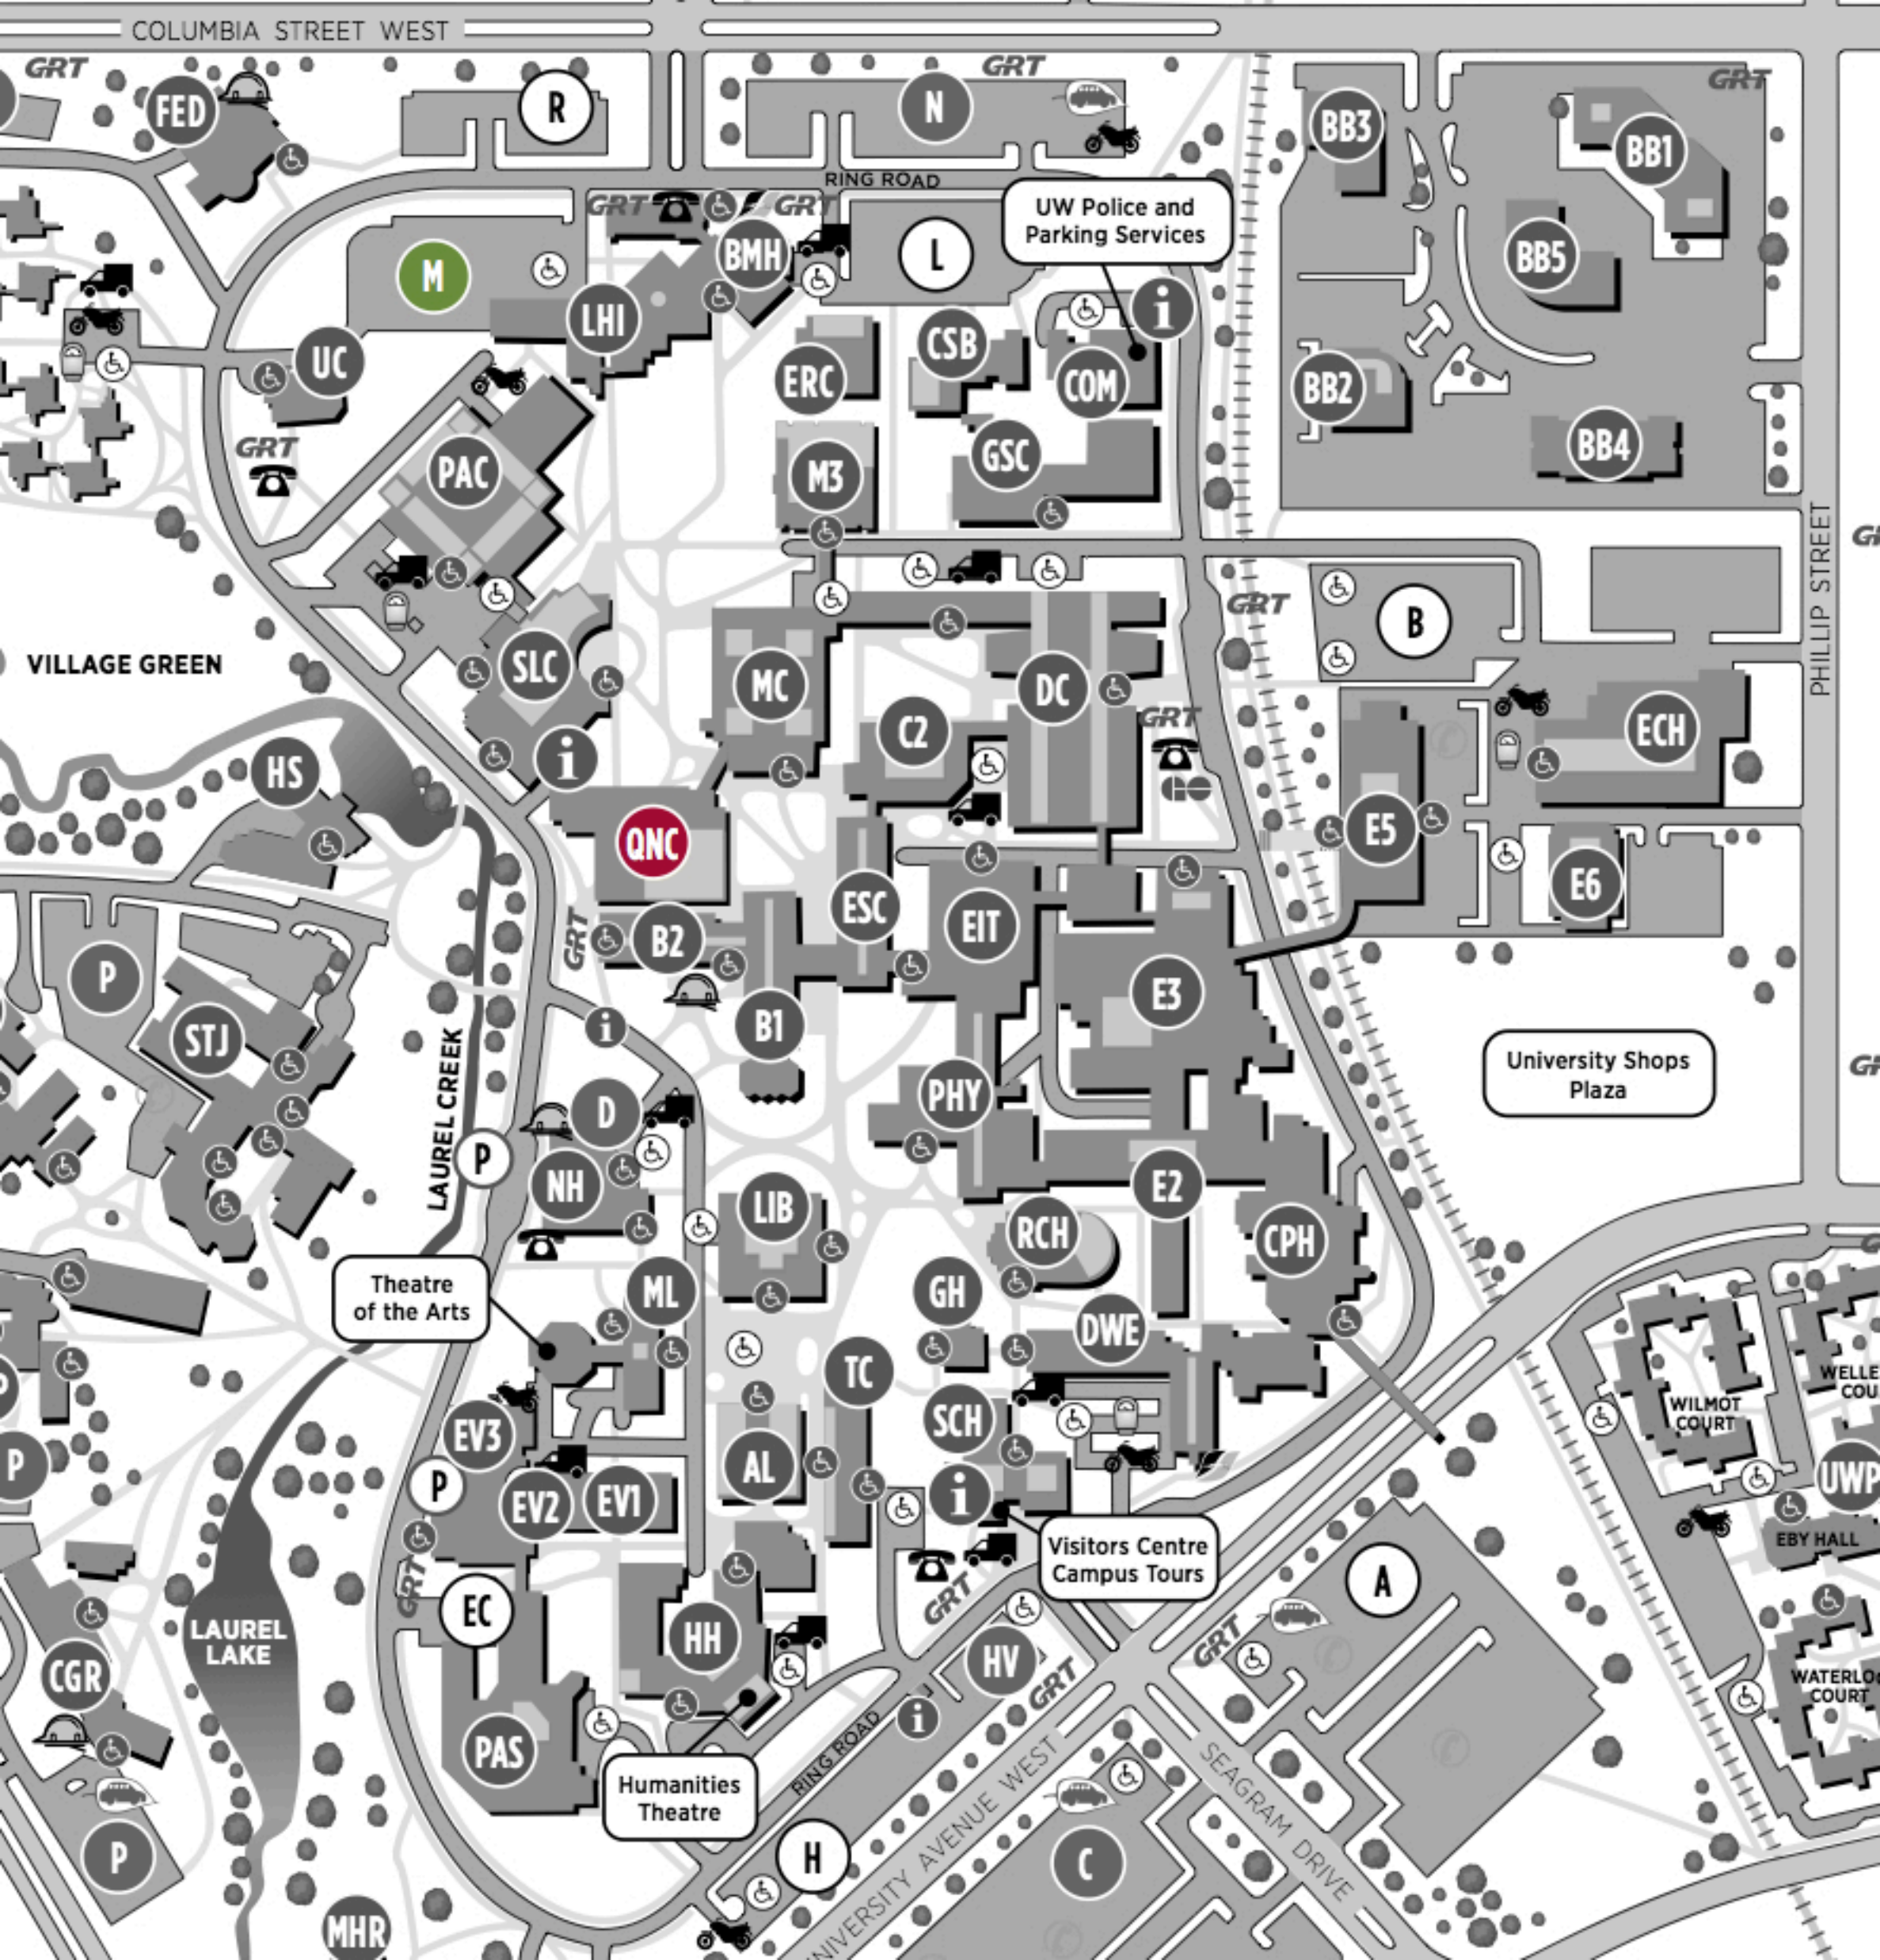 COLUMBIA STREET WEST
GRT
GRT
GRT
FED
R
N
BB3
BB1
RING ROAD
UW Police and
Parking Services
GRT
GRT
M
BMH
L
BB5
LHI
i
UC
ERC
CSB
COM
BB2
GRT
PAC
M3
GSC
BB4
PHILLIP STREET
GRT
B
VILLAGE GREEN
SLC
MC
DC
C2
GRT
ECH
HS
i
QNC
E5
E6
ESC
EIT
GRT
B2
P
E3
STJ
i
B1
LAUREL CREEK
University Shops
Plaza
D
PHY
P
NH
E2
LIB
RCH
CPH
Theatre
of the Arts
ML
GH
DWE
TC
WILMOT
COURT
EV3
SCH
P
P
EV2
EV1
AL
i
UWP
EBY HALL
Visitors Centre
Campus Tours
GRT
EC
GRT
A
LAUREL
LAKE
HH
HV
GRT
GRT
CGR
i
COURT
PAS
RING ROAD
Humanities
Theatre
UNIVERSITY AVENUE WEST
SEAGRAM DRIVE
P
H
C
MHR